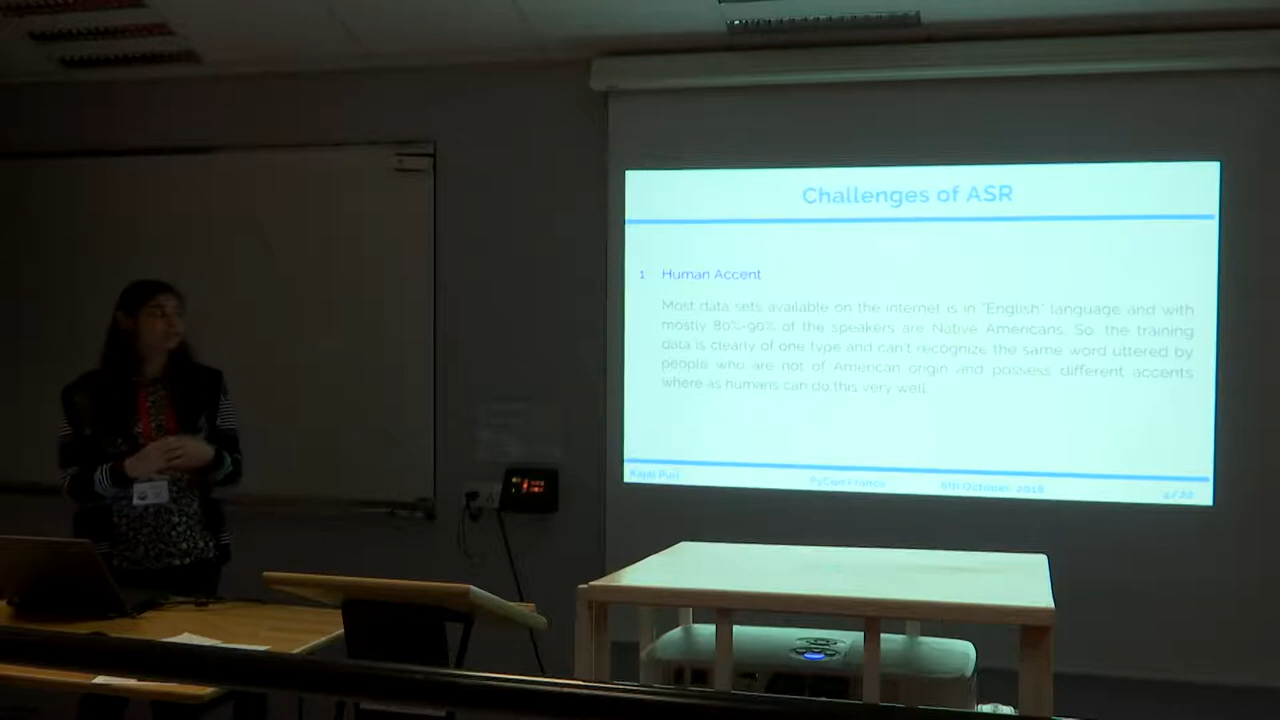 Challenges of ASR
1 Human Accent
Most data sets available on the internet is in "English" language and with
mostly 80%-90% of the speakers are Native Americans. So, the training
data is clearly of one type and can't recognize the same word uttered by
people who are not of American origin and possess different accents
where as humans can do this very well.
Kajal Puri PyCon France 6th October, 2018 4/22